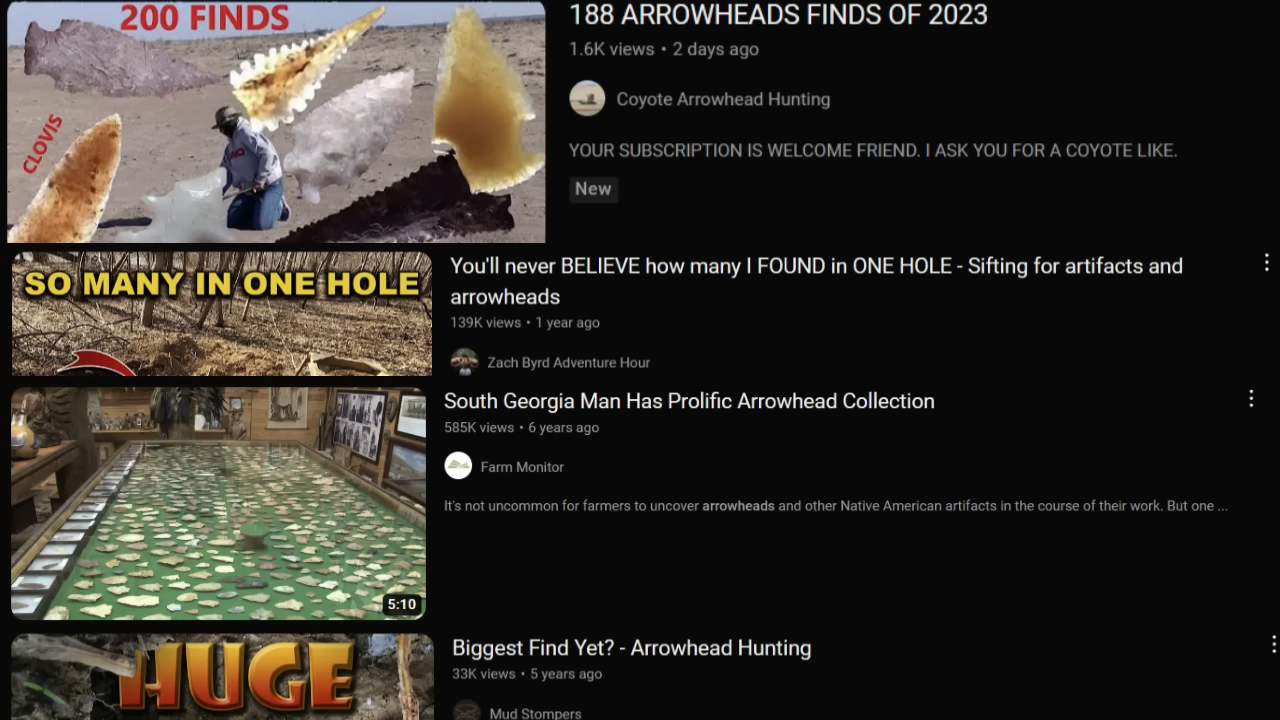 200 FINDS
CLOVIS
188 ARROWHEADS FINDS OF 2023
1.6K views • 2 days ago
Coyote Arrowhead Hunting
YOUR SUBSCRIPTION IS WELCOME FRIEND. I ASK YOU FOR A COYOTE LIKE.
New
SO MANY IN ONE HOLE
You'll never BELIEVE how many I FOUND in ONE HOLE - Sifting for artifacts and
arrowheads
139K views • 1 year ago
Zach Byrd Adventure Hour
5:10
South Georgia Man Has Prolific Arrowhead Collection
585K views • 6 years ago
Farm Monitor
It's not uncommon for farmers to uncover arrowheads and other Native American artifacts in the course of their work. But one ...
HUGE
Biggest Find Yet? - Arrowhead Hunting
33K views • 5 years ago
Mud Stompers